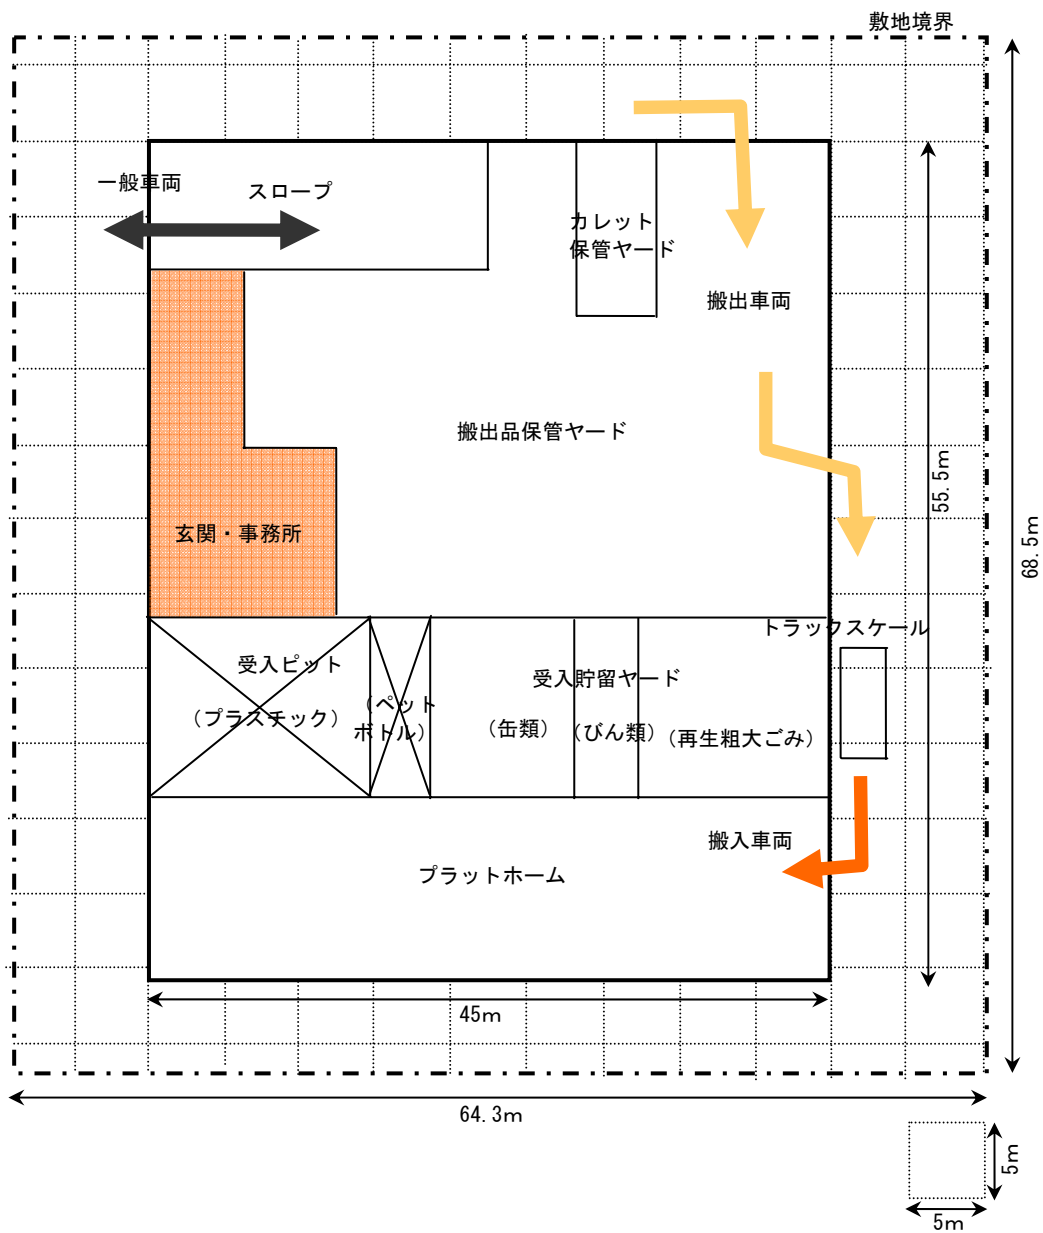 敷地境界
一般車両
スロープ
カレット
保管ヤード
搬出車両
搬出品保管ヤード
55.5m
68.5m
玄関・事務所
トラックスケール
受入ピット
(プラスチック)
(ペット
ボトル)
受入貯留ヤード
(缶類)
(びん類)
(再生粗大ごみ)
搬入車両
プラットホーム
45m
64.3m
5m
5m